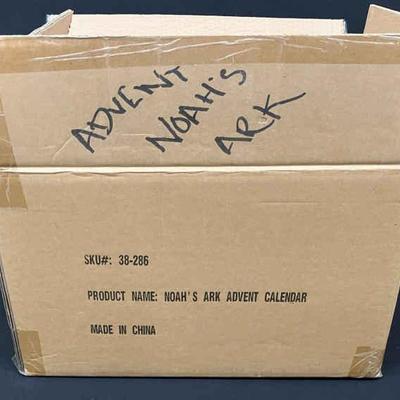 ADVENT
NOAH'S
ARK
SKU#: 38-286
PRODUCT NAME: NOAH'S ARK ADVENT CALENDAR
MADE IN CHINA